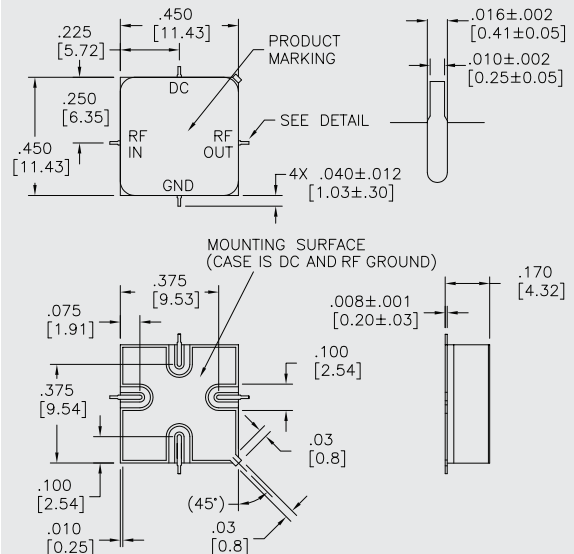 .450
[11.43]
.225
[5.72]
PRODUCT
MARKING
.016±.002
[0.41±0.05]
.010±.002
[0.25±0.05]
DC
.250
[6.35]
SEE DETAIL
RF
IN
RF
OUT
.450
[11.43]
GND
4X .040±.012
[1.03±.30]
MOUNTING SURFACE
(CASE IS DC AND RF GROUND)
.375
[9.53]
.170
[4.32]
.075
[1.91]
.008±.001
[0.20±.03]
.100
[2.54]
.375
[9.54]
.03
[0.8]
.100
[2.54]
(45°)
.010
[0.25]
.03
[0.8]